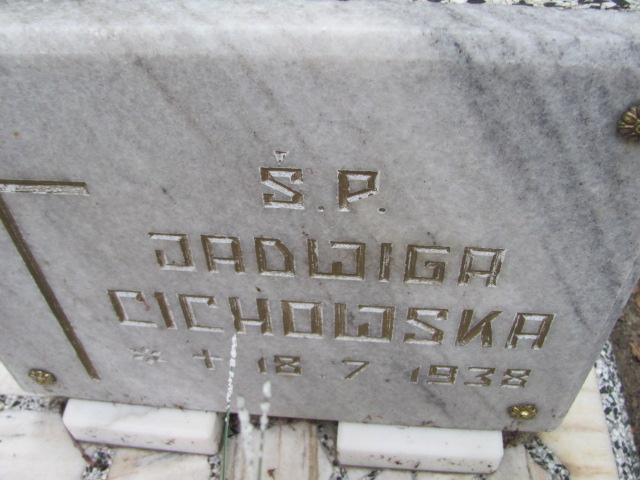 Ś.P.
JADWIGA
CICHOWSKA
* + 18 7 1938